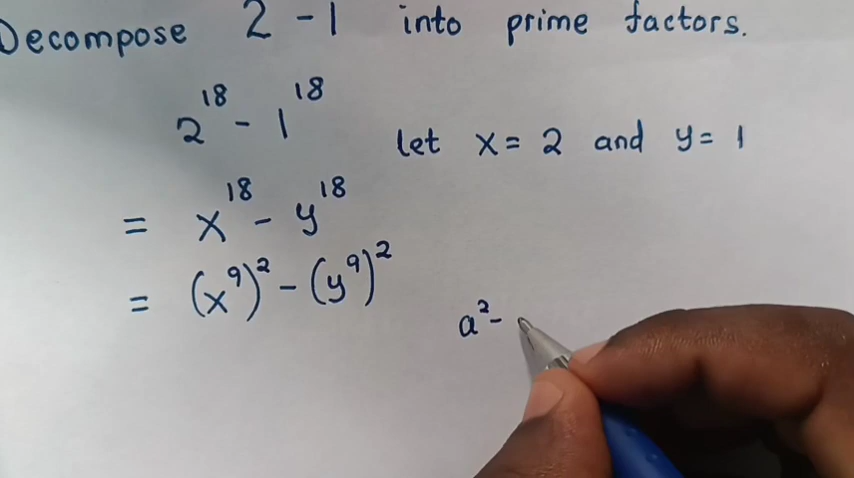 Decompose 2 - 1 into prime factors.
2^18 - 1^18 let x = 2 and y = 1
= x^18 - y^18
= (x^9)^2 - (y^9)^2
a^2 -